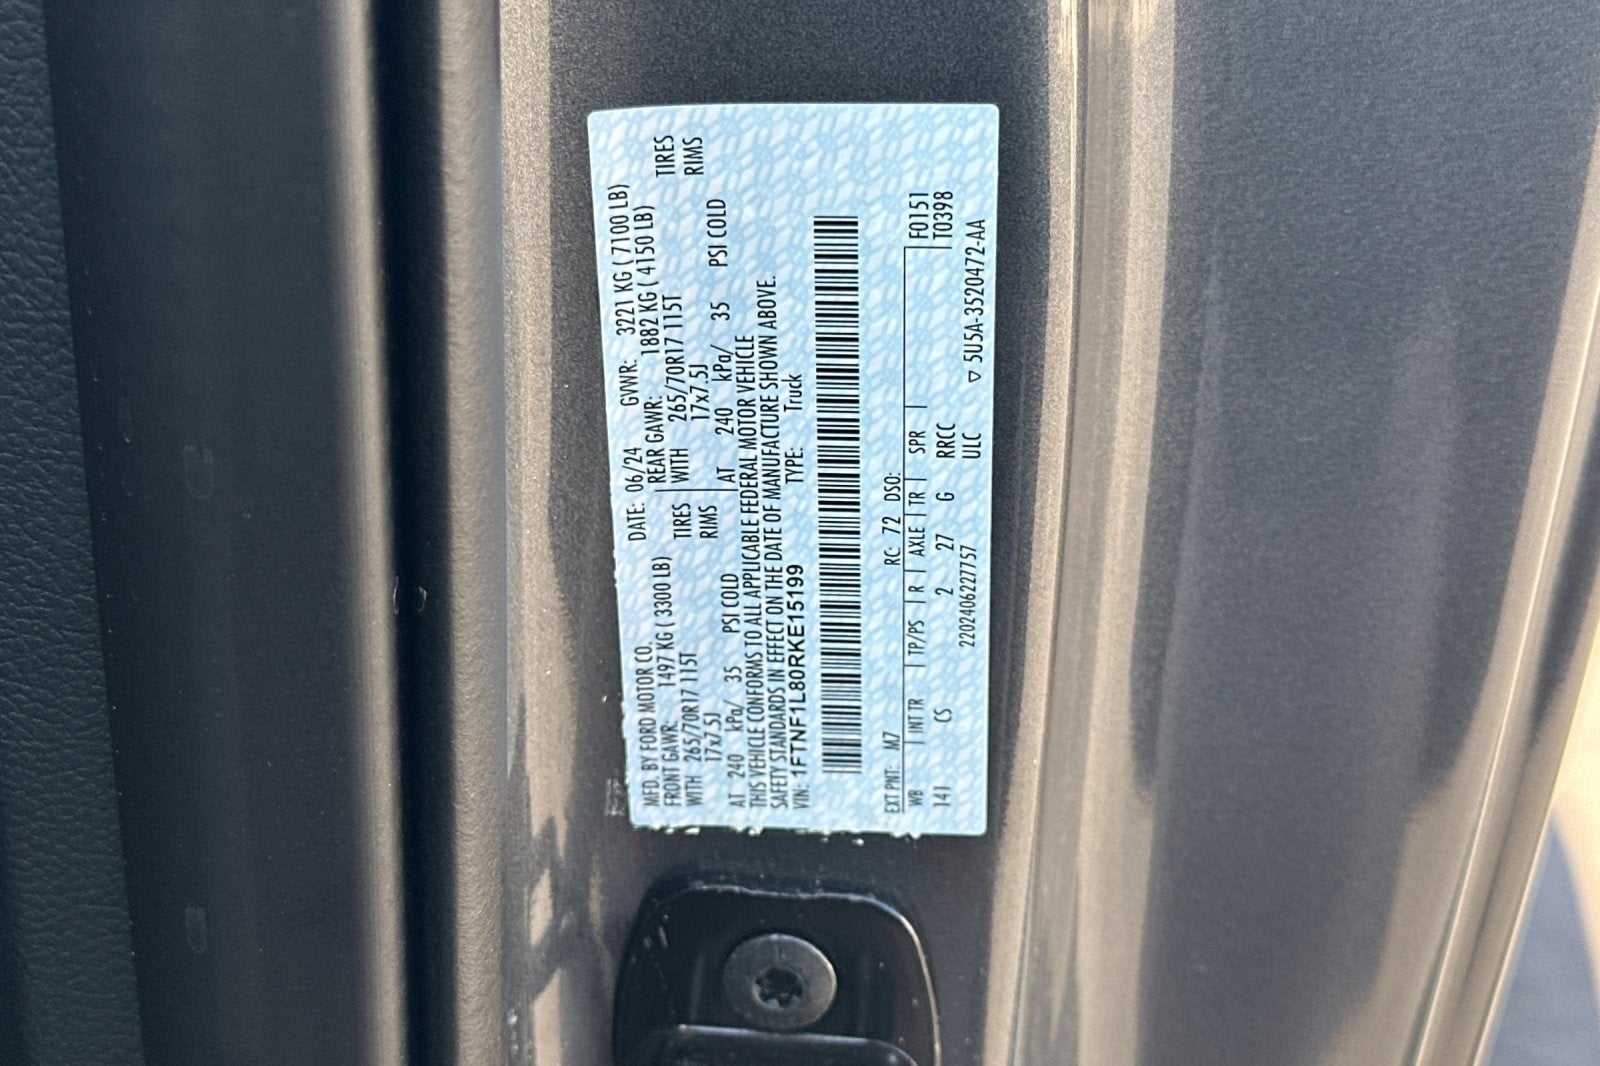 MFD. BY FORD MOTOR CO. DATE: 06/24 GVWR: 3221 KG ( 7100 LB)
FRONT GAWR: 1497 KG ( 3300 LB) REAR GAWR: 1882 KG ( 4150 LB)
WITH 265/70R17 115T TIRES WITH 265/70R17 115T TIRES
17x7.5J RIMS 17x7.5J RIMS
AT 240 kPa/ 35 PSI COLD AT 240 kPa/ 35 PSI COLD
THIS VEHICLE CONFORMS TO ALL APPLICABLE FEDERAL MOTOR VEHICLE
SAFETY STANDARDS IN EFFECT ON THE DATE OF MANUFACTURE SHOWN ABOVE.
VIN: 1FTNF1L80RKE15199 TYPE: Truck
EXT PNT: M7 RC: 72 DSO:
WB INT TR TP/PS R AXLE TR SPR F0151
141 CS 2 27 G RRCC T0398
2202406227757 ULC ▽ 5U5A-3520472-AA